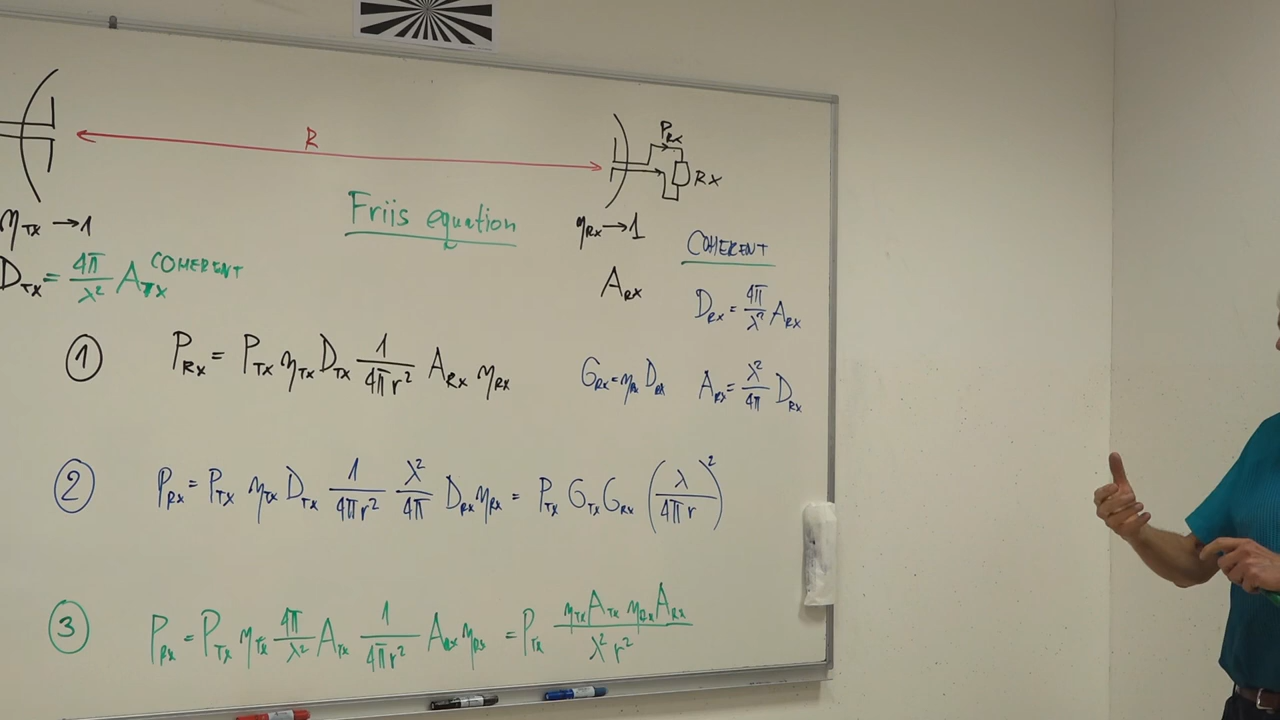 R
P_RX
RX
η_TX → 1
Friis equation
η_RX → 1
COHERENT
D_TX = 4π/λ² A_TX COHERENT
A_RX
D_RX = 4π/λ² A_RX
① P_RX = P_TX η_TX D_TX 1/4πr² A_RX η_RX
G_RX = η_RX D_RX
A_RX = λ²/4π D_RX
② P_RX = P_TX η_TX D_TX 1/4πr² λ²/4π D_RX η_RX = P_TX G_TX G_RX (λ/4πr)²
③ P_RX = P_TX η_TX 4π/λ² A_TX 1/4πr² A_RX η_RX = P_TX η_TX A_TX η_RX A_RX/λ² r²